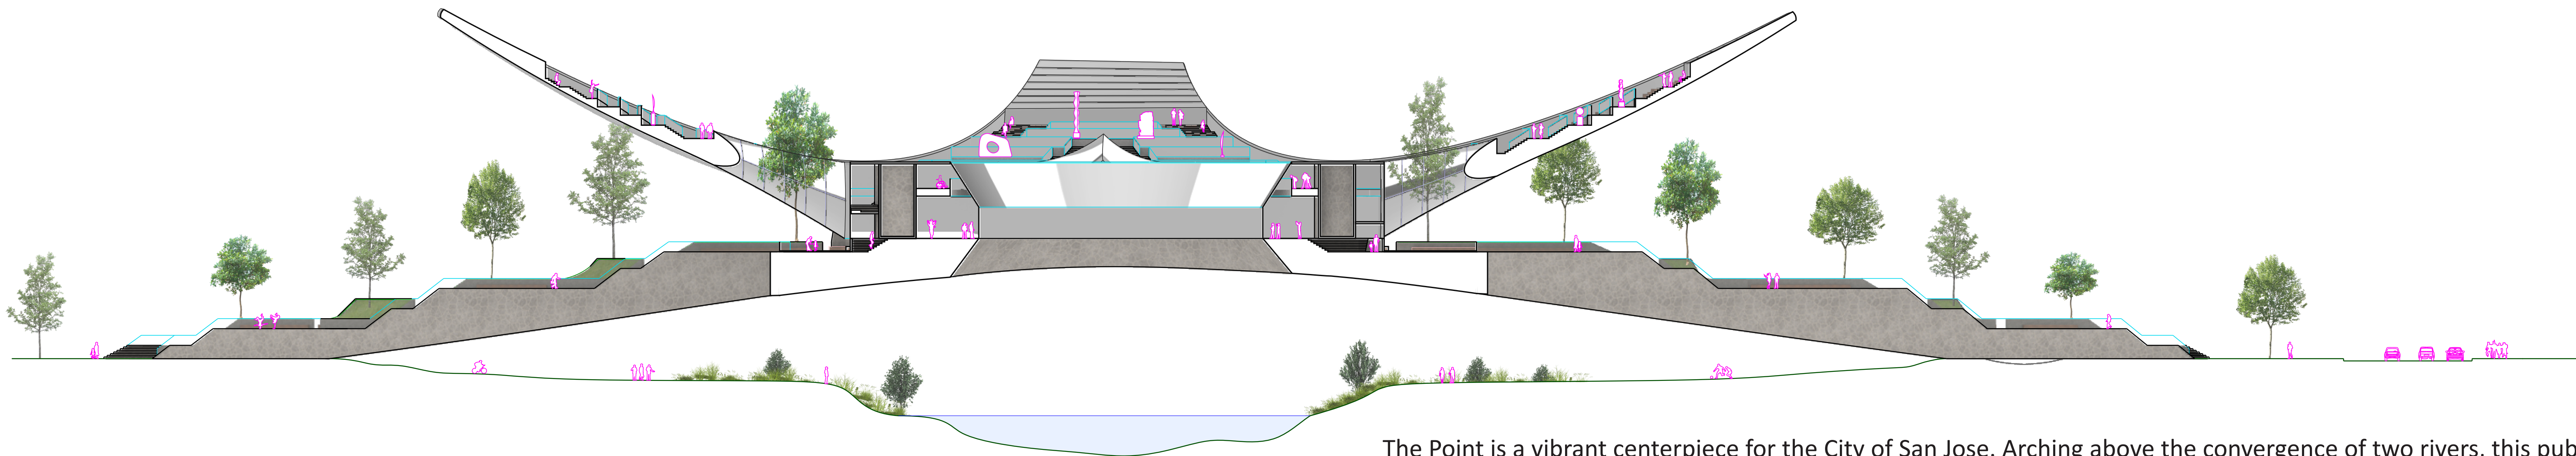 The Point is a vibrant centerpiece for the City of San Jose. Arching above the convergence of two rivers, this pub